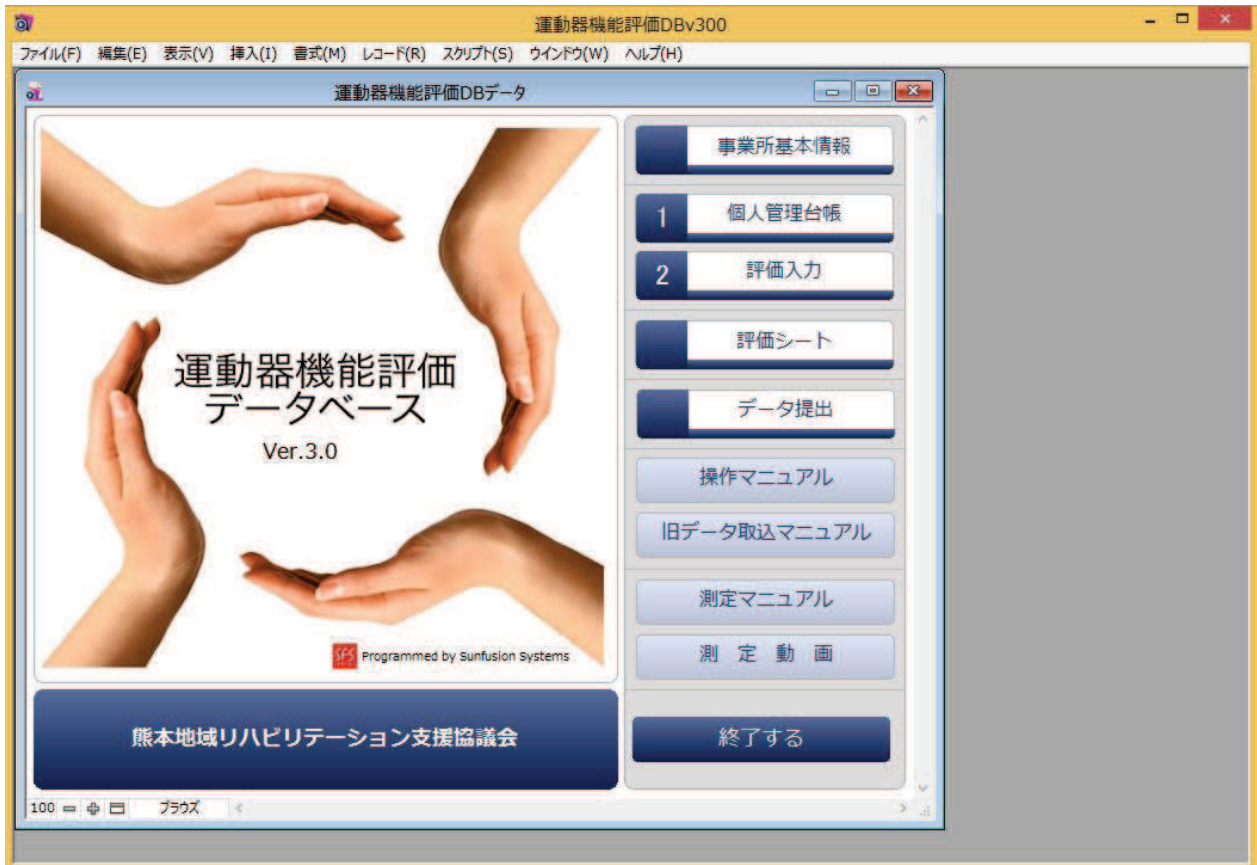 運動器機能評価DBv300
ファイル(F) 編集(E) 表示(V) 挿入(I) 書式(M) レコード(R) スクリプト(S) ウインドウ(W) ヘルプ(H)
運動器機能評価DBデータ
運動器機能評価
データベース
Ver.3.0
SFS Programmed by Sunfusion Systems
熊本地域リハビリテーション支援協議会
事業所基本情報
1 個人管理台帳
2 評価入力
評価シート
データ提出
操作マニュアル
旧データ取込マニュアル
測定マニュアル
測 定 動 画
終了する
100 ブラウズ